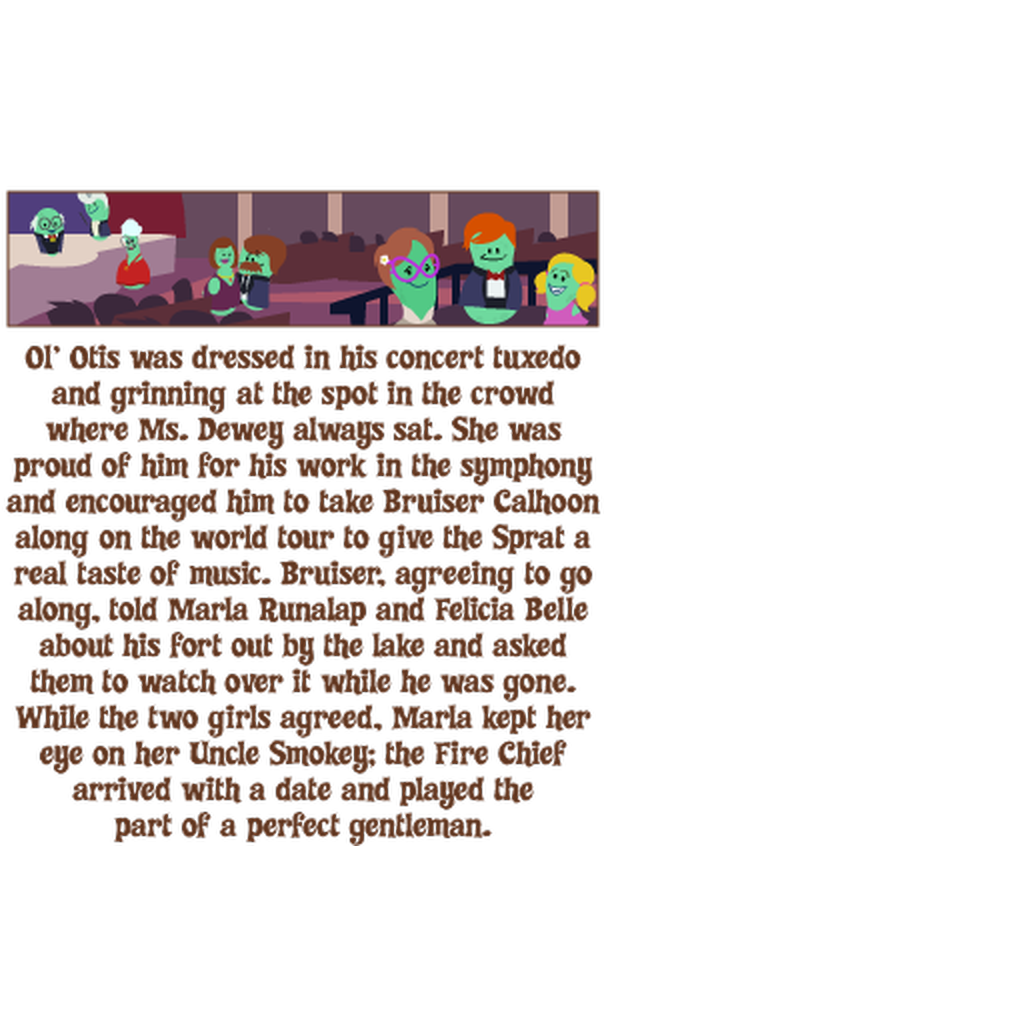 Ol' Otis was dressed in his concert tuxedo
and grinning at the spot in the crowd
where Ms. Dewey always sat. She was
proud of him for his work in the symphony
and encouraged him to take Bruiser Calhoon
along on the world tour to give the Sprat a
real taste of music. Bruiser, agreeing to go
along, told Marla Runalap and Felicia Belle
about his fort out by the lake and asked
them to watch over it while he was gone.
While the two girls agreed, Marla kept her
eye on her Uncle Smokey; the Fire Chief
arrived with a date and played the
part of a perfect gentleman.